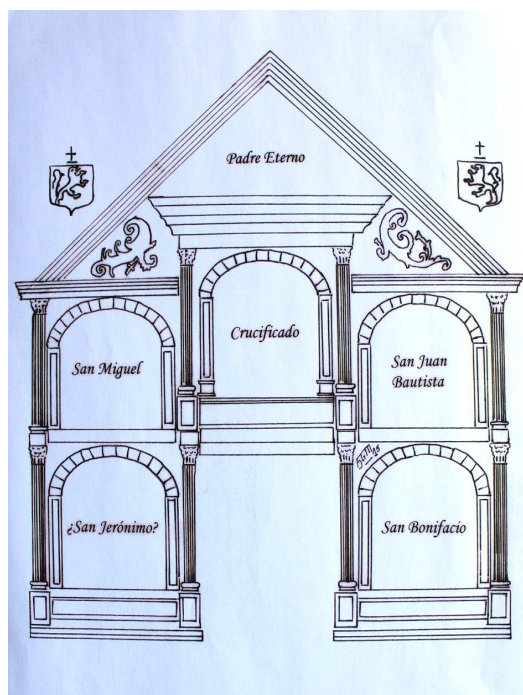 Padre Eterno
Crucificado
San Miguel
San Juan
Bautista
¿San Jerónimo?
San Bonifacio